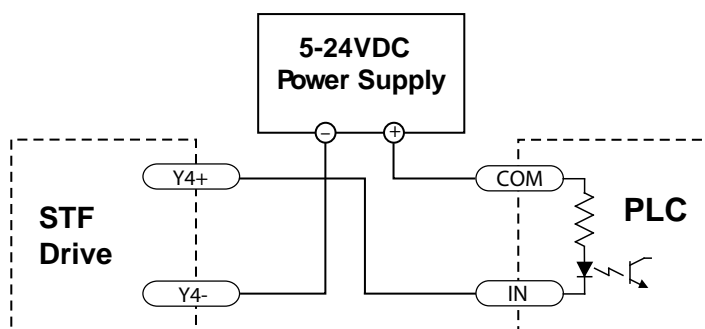 5-24VDC
Power Supply
– +
Y4+
COM
STF
Drive
PLC
Y4-
IN